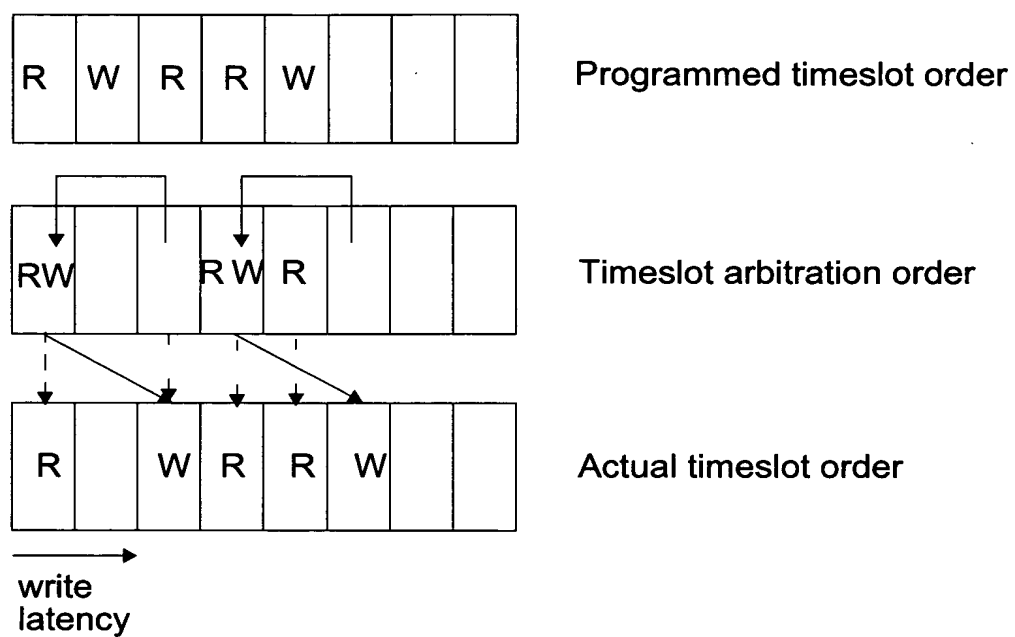 R W R R W Programmed timeslot order
RW R W R Timeslot arbitration order
R W R R W Actual timeslot order
write
latency